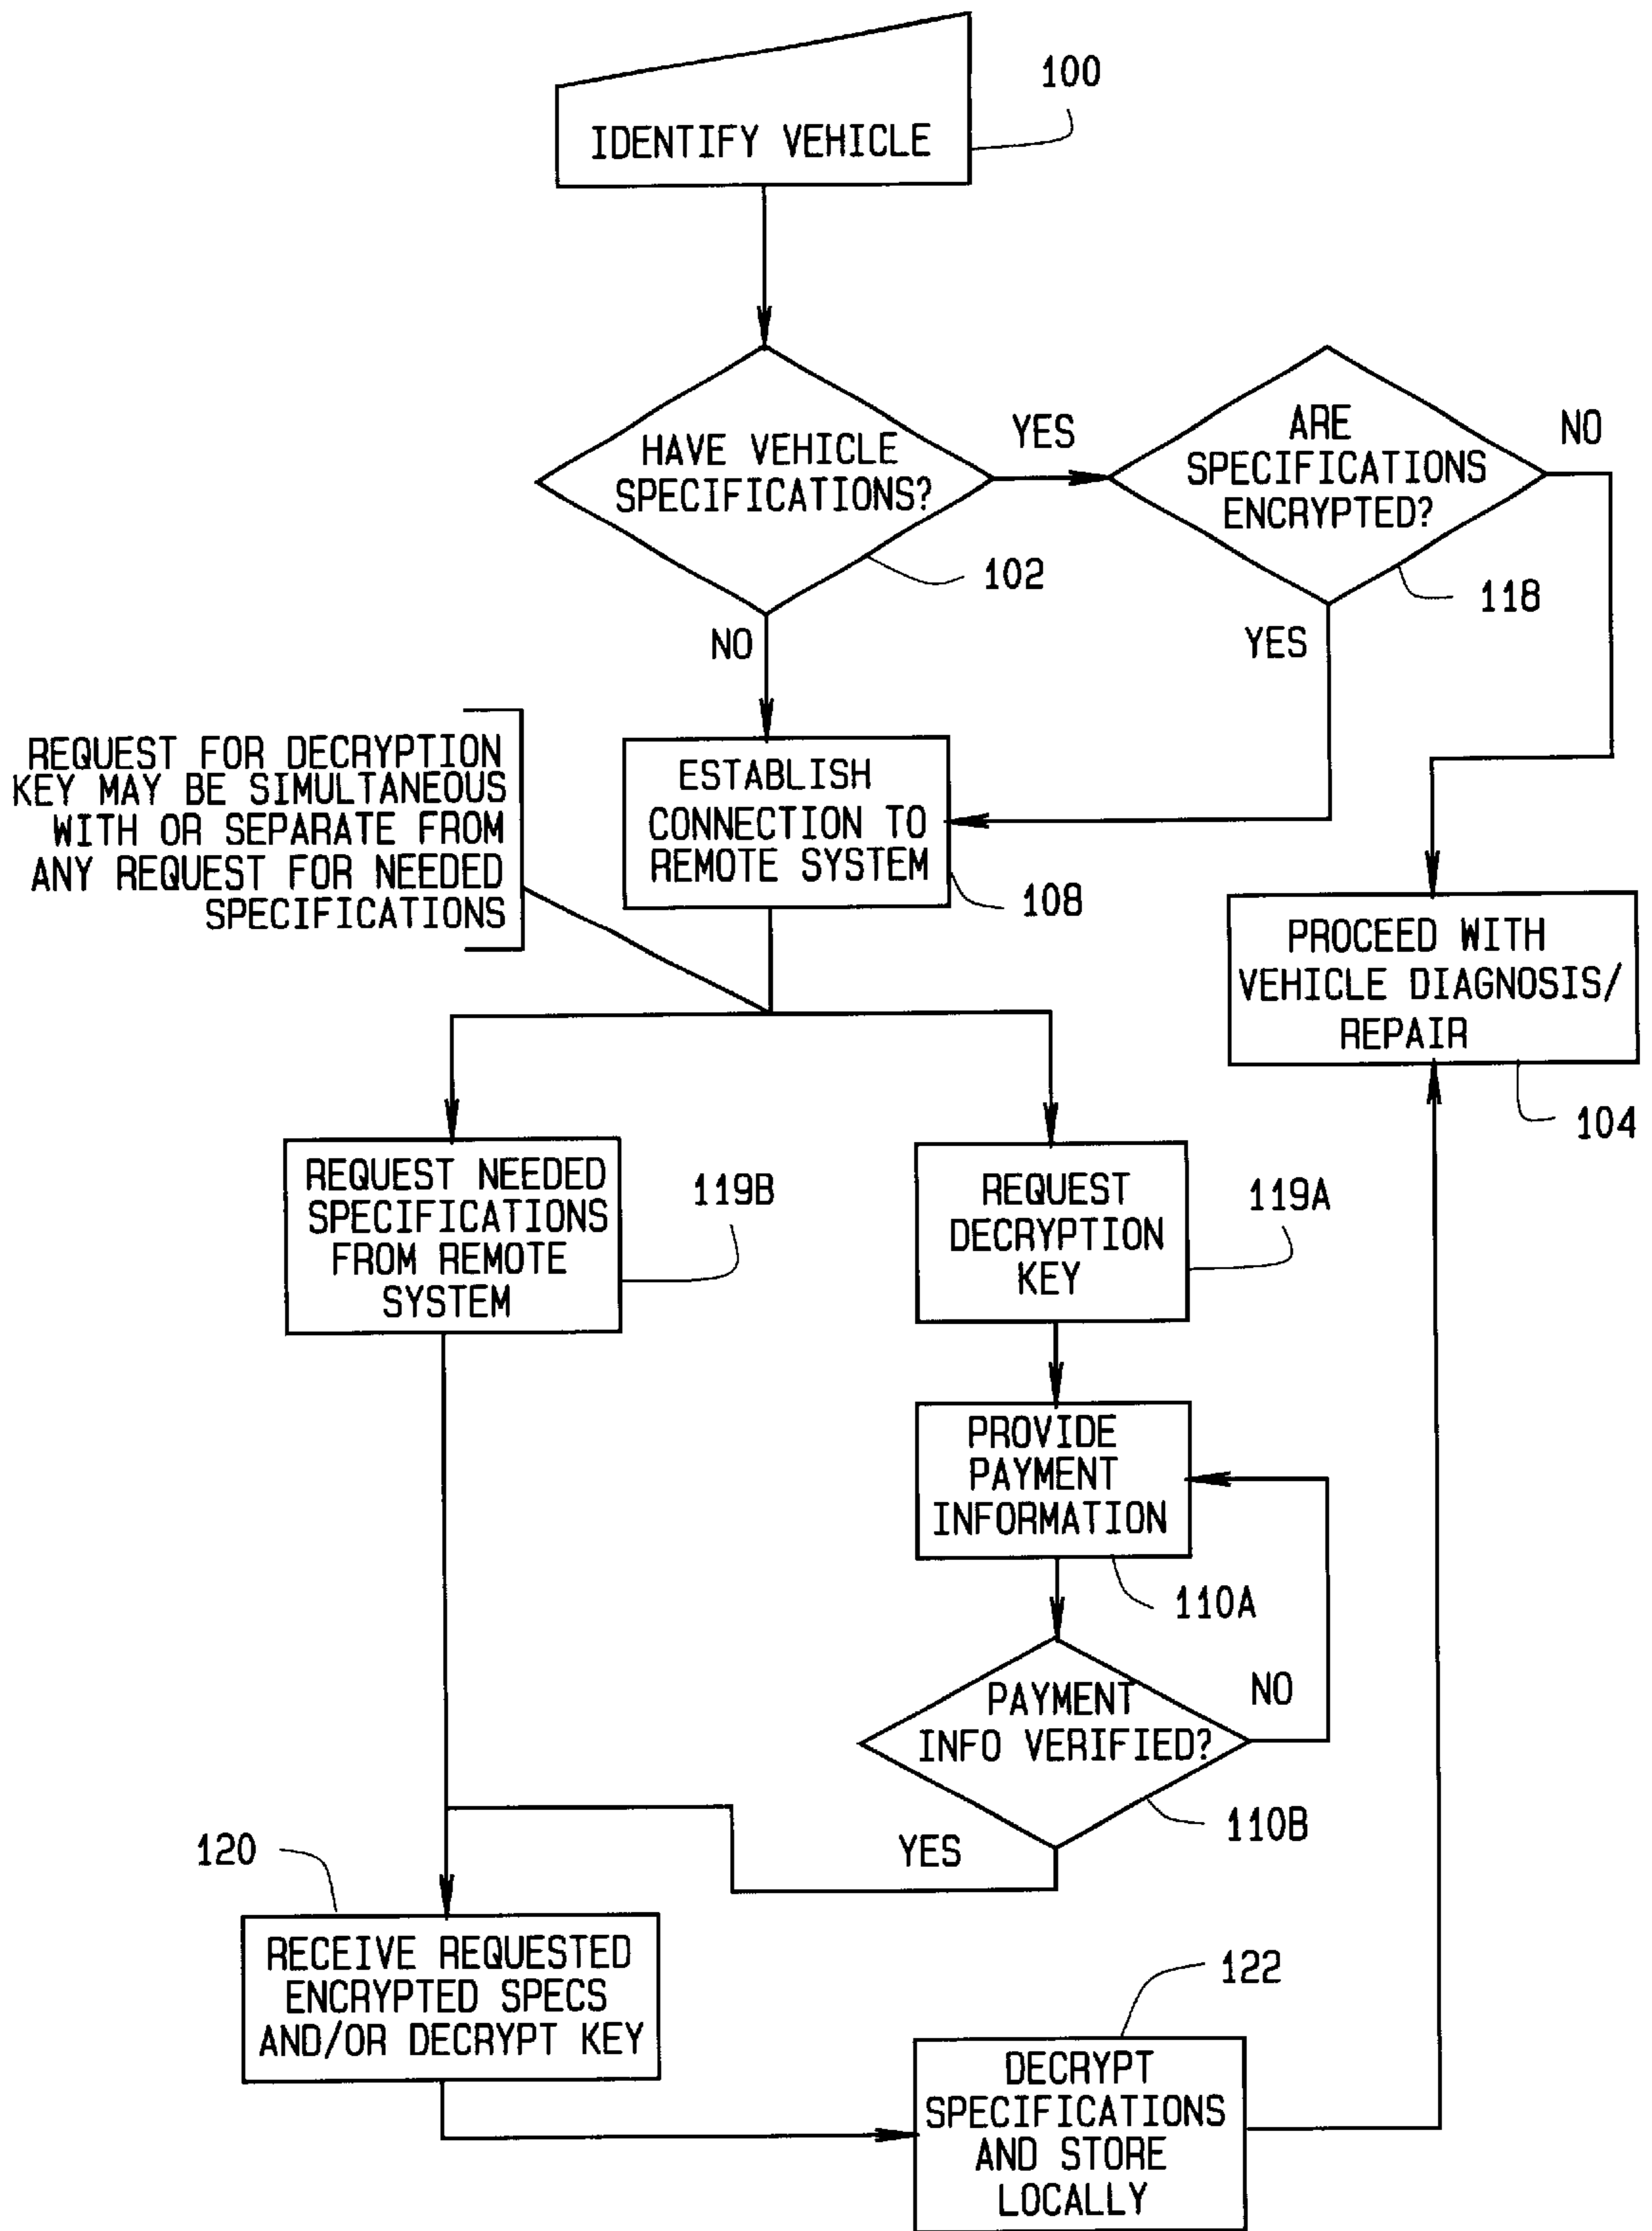 100
IDENTIFY VEHICLE
HAVE VEHICLE
SPECIFICATIONS?
YES
ARE
SPECIFICATIONS
ENCRYPTED?
NO
102
118
NO
YES
REQUEST FOR DECRYPTION
KEY MAY BE SIMULTANEOUS
WITH OR SEPARATE FROM
ANY REQUEST FOR NEEDED
SPECIFICATIONS
ESTABLISH
CONNECTION TO
REMOTE SYSTEM
108
PROCEED WITH
VEHICLE DIAGNOSIS/
REPAIR
104
REQUEST NEEDED
SPECIFICATIONS
FROM REMOTE
SYSTEM
119B
REQUEST
DECRYPTION
KEY
119A
PROVIDE
PAYMENT
INFORMATION
110A
PAYMENT
INFO VERIFIED?
NO
110B
YES
120
RECEIVE REQUESTED
ENCRYPTED SPECS
AND/OR DECRYPT KEY
122
DECRYPT
SPECIFICATIONS
AND STORE
LOCALLY